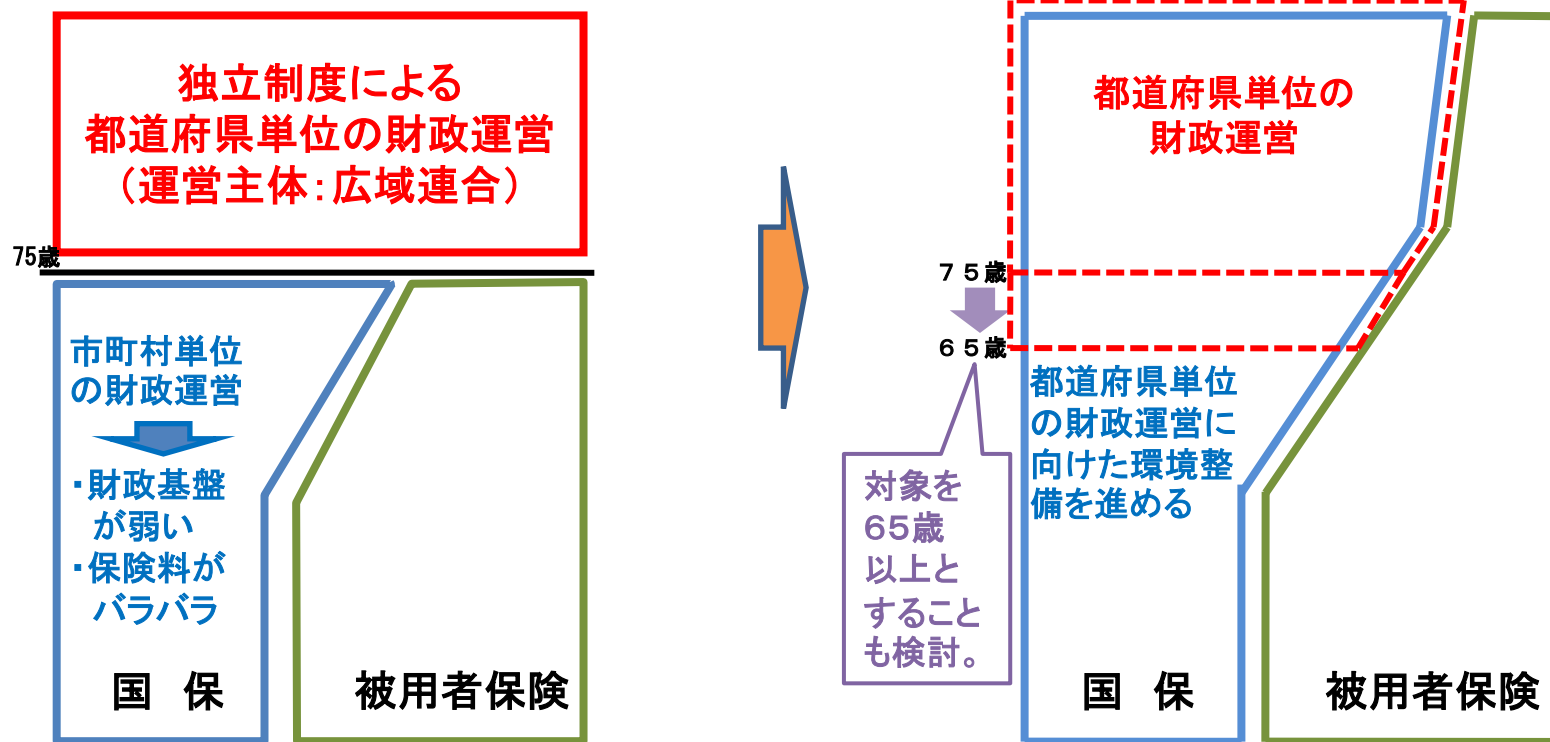 独立制度による
都道府県単位の財政運営
（運営主体：広域連合）
75歳
市町村単位
の財政運営
・財政基盤
が弱い
・保険料が
バラバラ
国　保
被用者保険
都道府県単位の
財政運営
７５歳
６５歳
都道府県単位
の財政運営に
向けた環境整
備を進める
対象を
65歳
以上と
すること
も検討。
国　保
被用者保険